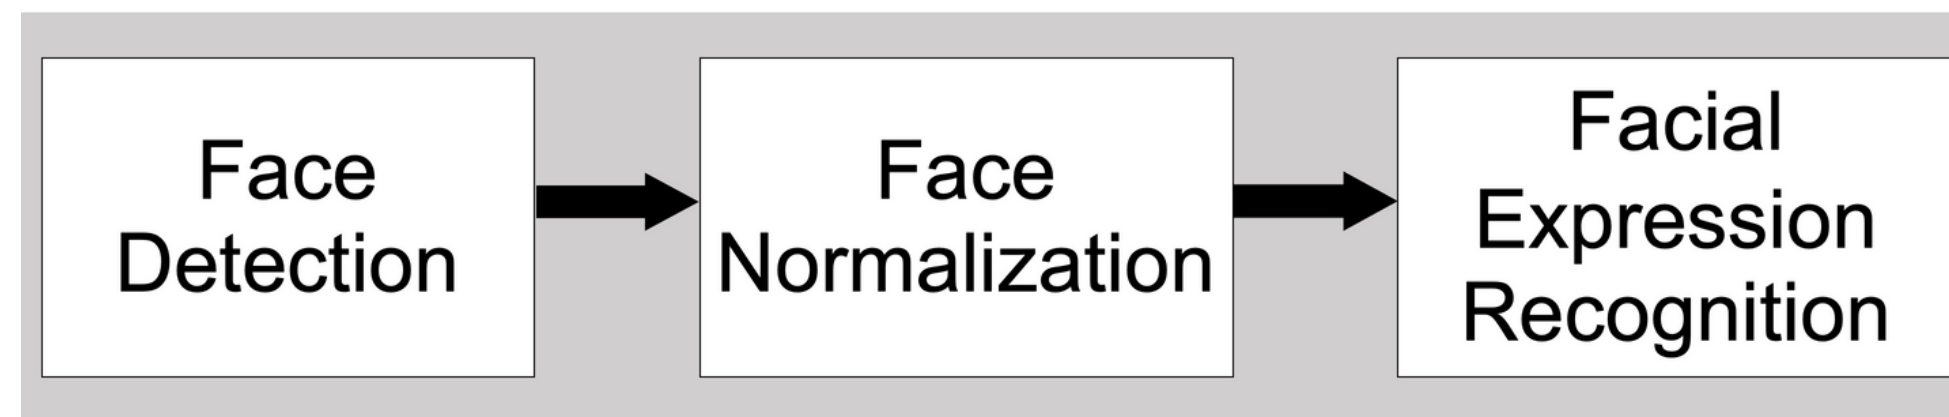 Face
Detection
Face
Normalization
Facial
Expression
Recognition